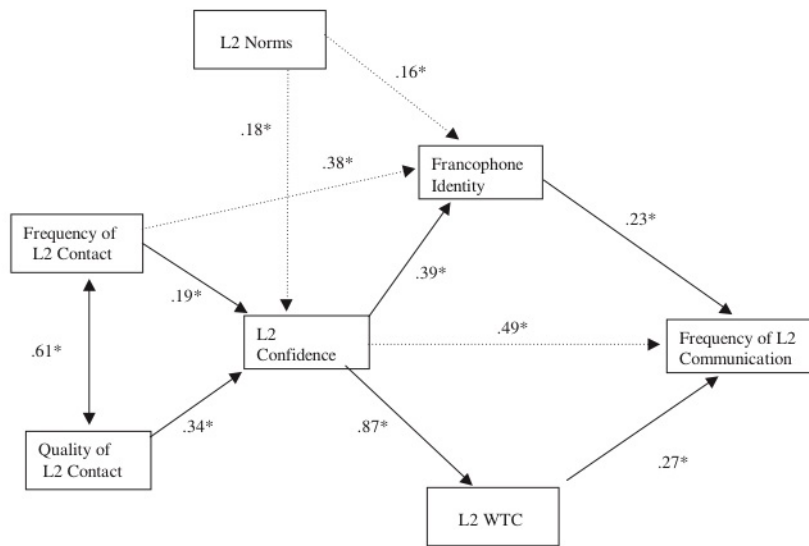 L2 Norms
.16*
.18*
.38*
Francophone
Identity
Frequency of
L2 Contact
.23*
.19*
.39*
L2
Confidence
.49*
Frequency of L2
Communication
.61*
.34*
.87*
Quality of
L2 Contact
.27*
L2 WTC